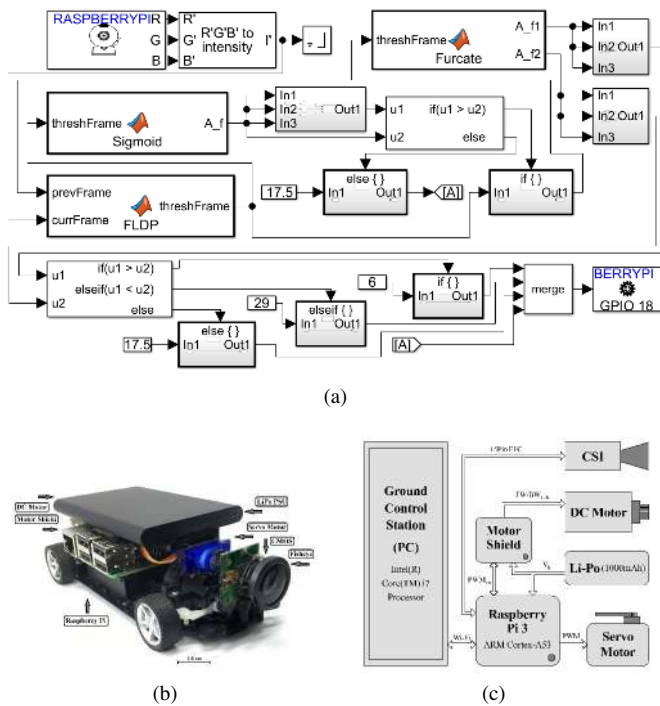 RASPBERRYPI
R
G
B
R'
G'
B'
R'G'B' to
intensity
I'
threshFrame
Furcate
A_f1
A_f2
In1
In2
In3
Out1
In1
In2
In3
Out1
threshFrame
Sigmoid
A_f
In1
In2
In3
Out1
u1
u2
if(u1 > u2)
else
prevFrame
currFrame
FLDP
threshFrame
17.5
else { }
In1
Out1
[A]
if { }
In1
Out1
u1
u2
if(u1 > u2)
elseif(u1 < u2)
else
17.5
else { }
In1
Out1
29
elseif { }
In1
Out1
6
if { }
In1
Out1
[A]
merge
BERRYPI
GPIO 18
(a)
DC Motor
Motor Shield
Raspberry Pi
LiPo PSU
Servo Motor
CMOS
Fisheye
(b)
Ground
Control
Station
(PC)
Intel(R)
Core(TM) i7
Processor
CSI
DC Motor
Motor
Shield
Li-Po (1000mAh)
Raspberry
Pi 3
ARM Cortex-A53
Servo
Motor
Wi-Fi
PWM
(c)